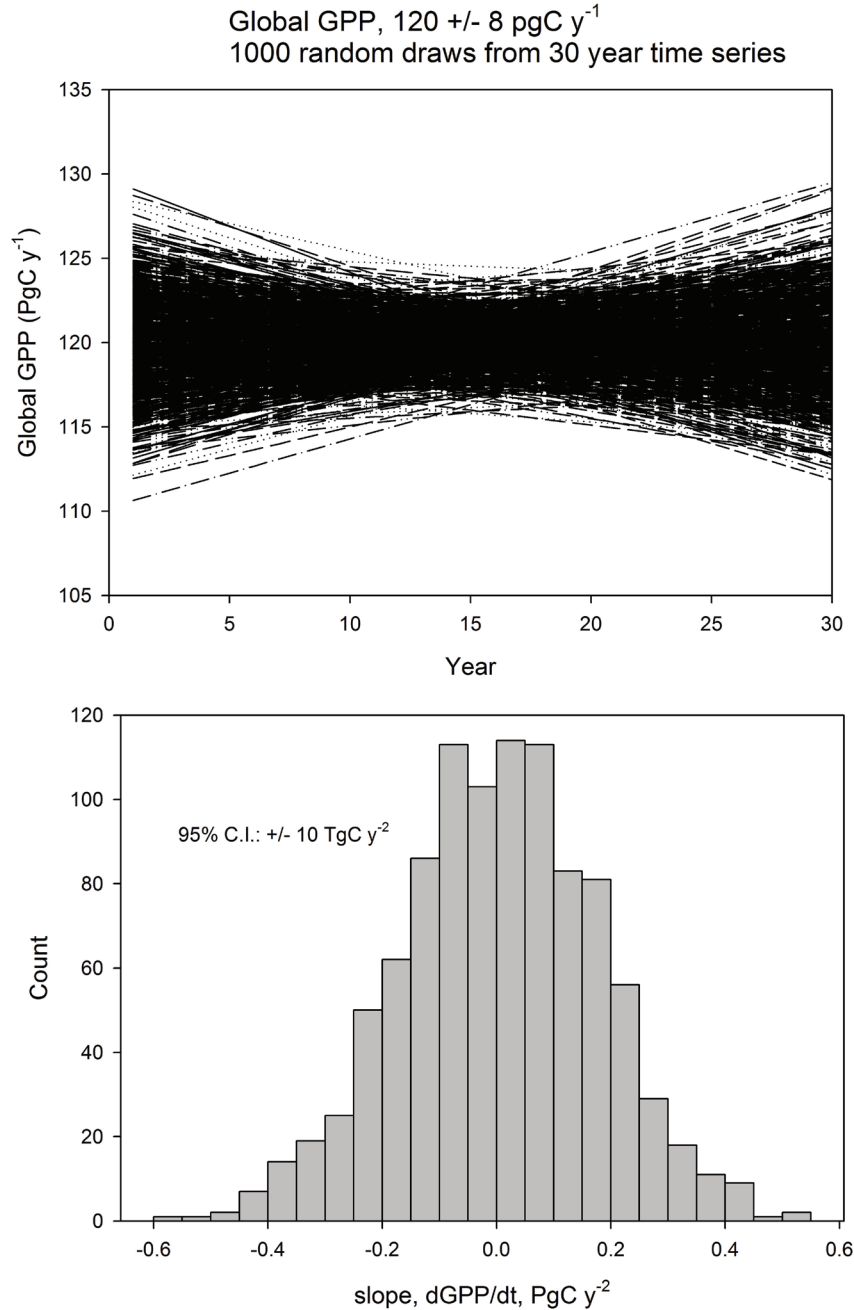 Global GPP, 120 +/- 8 pgC y-1
1000 random draws from 30 year time series
135
130
125
120
115
110
105
Global GPP (PgC y-1)
0 5 10 15 20 25 30
Year
120
100
80
60
40
20
0
95% C.I.: +/- 10 TgC y-2
Count
-0.6 -0.4 -0.2 0.0 0.2 0.4 0.6
slope, dGPP/dt, PgC y-2